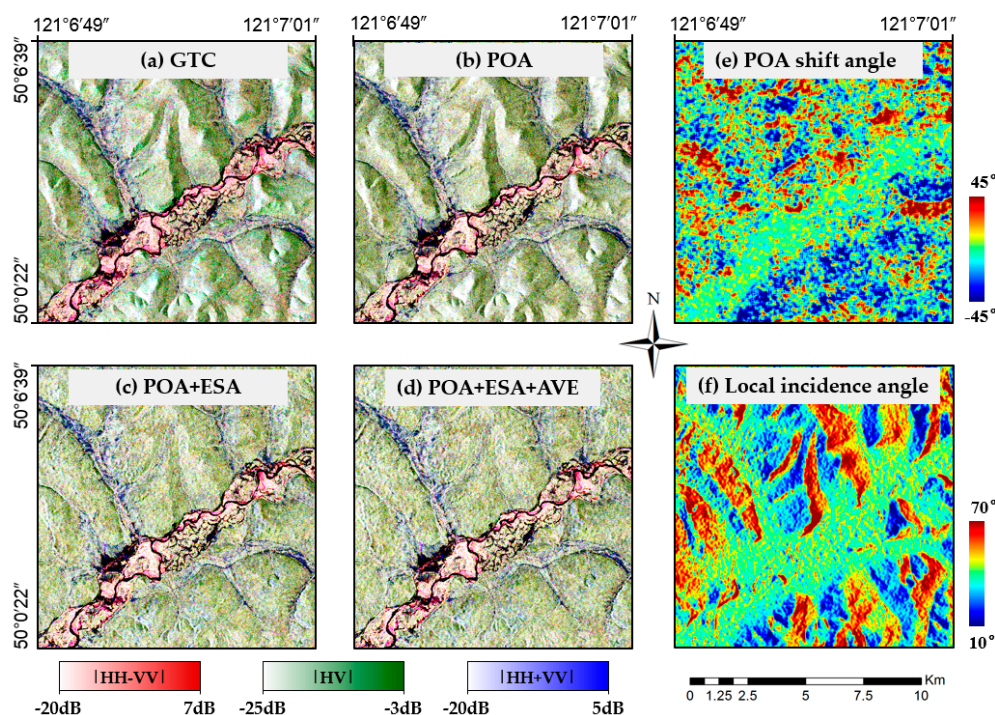 121°6′49″ 121°7′01″ 121°6′49″ 121°7′01″ 121°6′49″ 121°7′01″
(a) GTC
(b) POA
(e) POA shift angle
50°6′39″
50°0′22″
45°
-45°
N
(c) POA+ESA
(d) POA+ESA+AVE
(f) Local incidence angle
50°6′39″
50°0′22″
70°
10°
|HH-VV|
|HV|
|HH+VV|
-20dB 7dB
-25dB -3dB
-20dB 5dB
Km
0 1.25 2.5 5 7.5 10